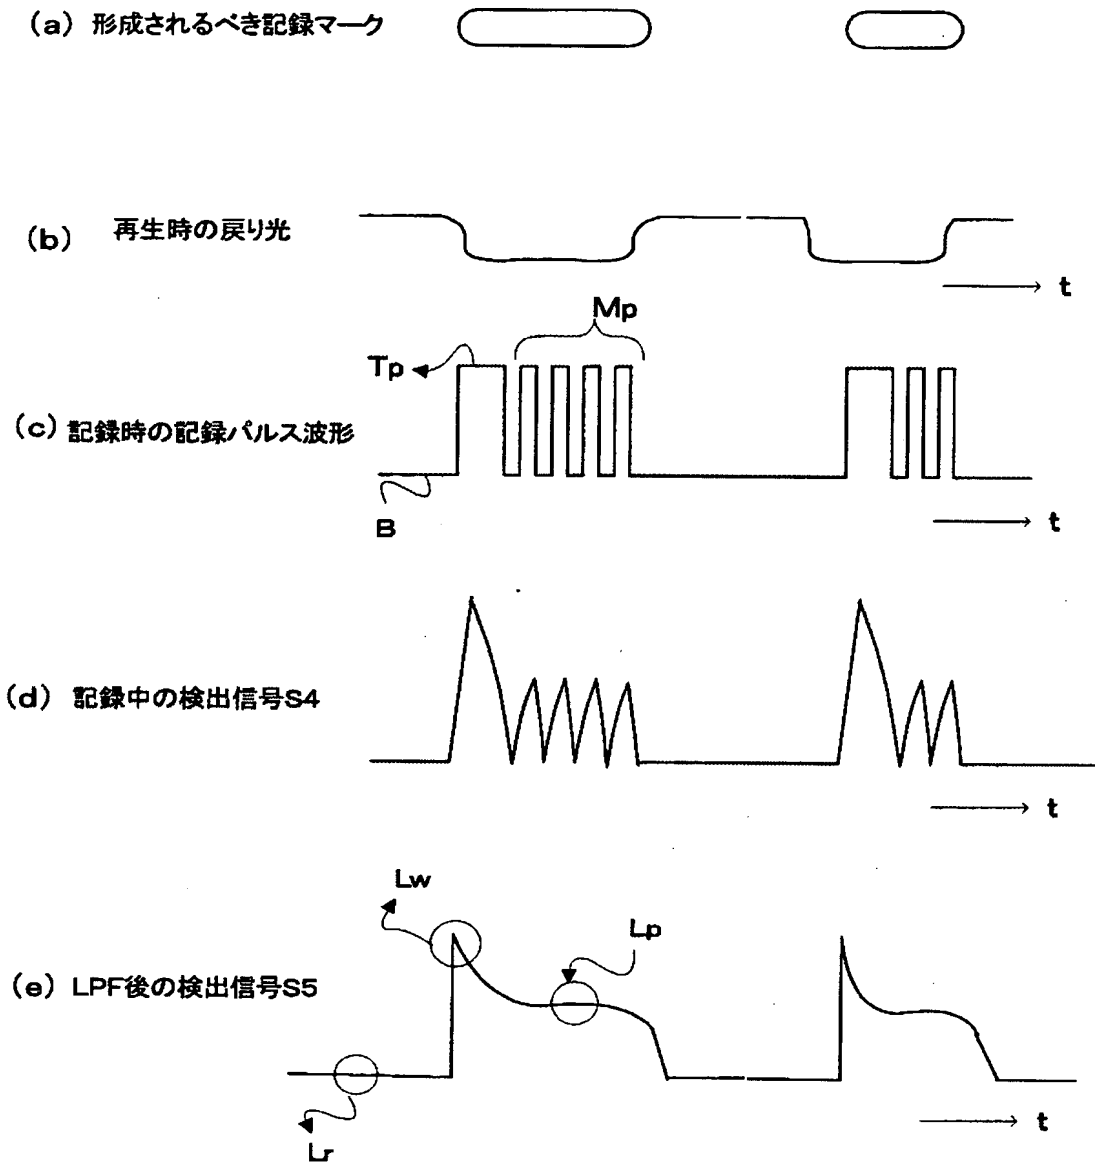 (a) 形成されるべき記録マーク
(b) 再生時の戻り光
t
Mp
Tp
(c) 記録時の記録パルス波形
B
t
(d) 記録中の検出信号S4
t
Lw
Lp
(e) LPF後の検出信号S5
Lr
t